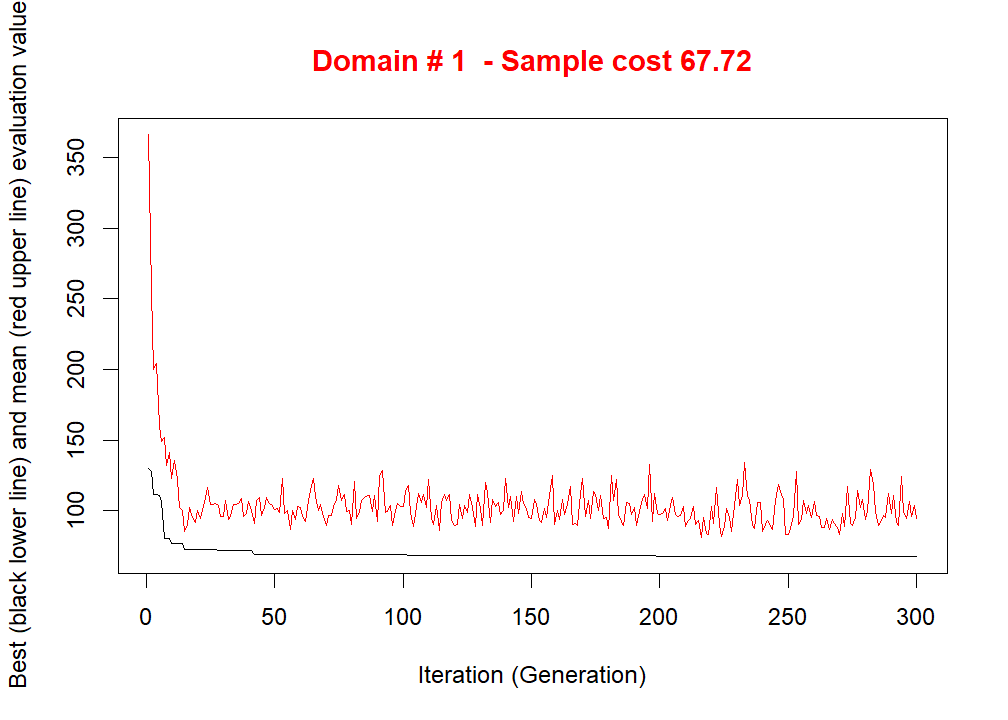 Domain # 1  - Sample cost 67.72
Best (black lower line) and mean (red upper line) evaluation value
350
300
250
200
150
100
0 50 100 150 200 250 300
Iteration (Generation)